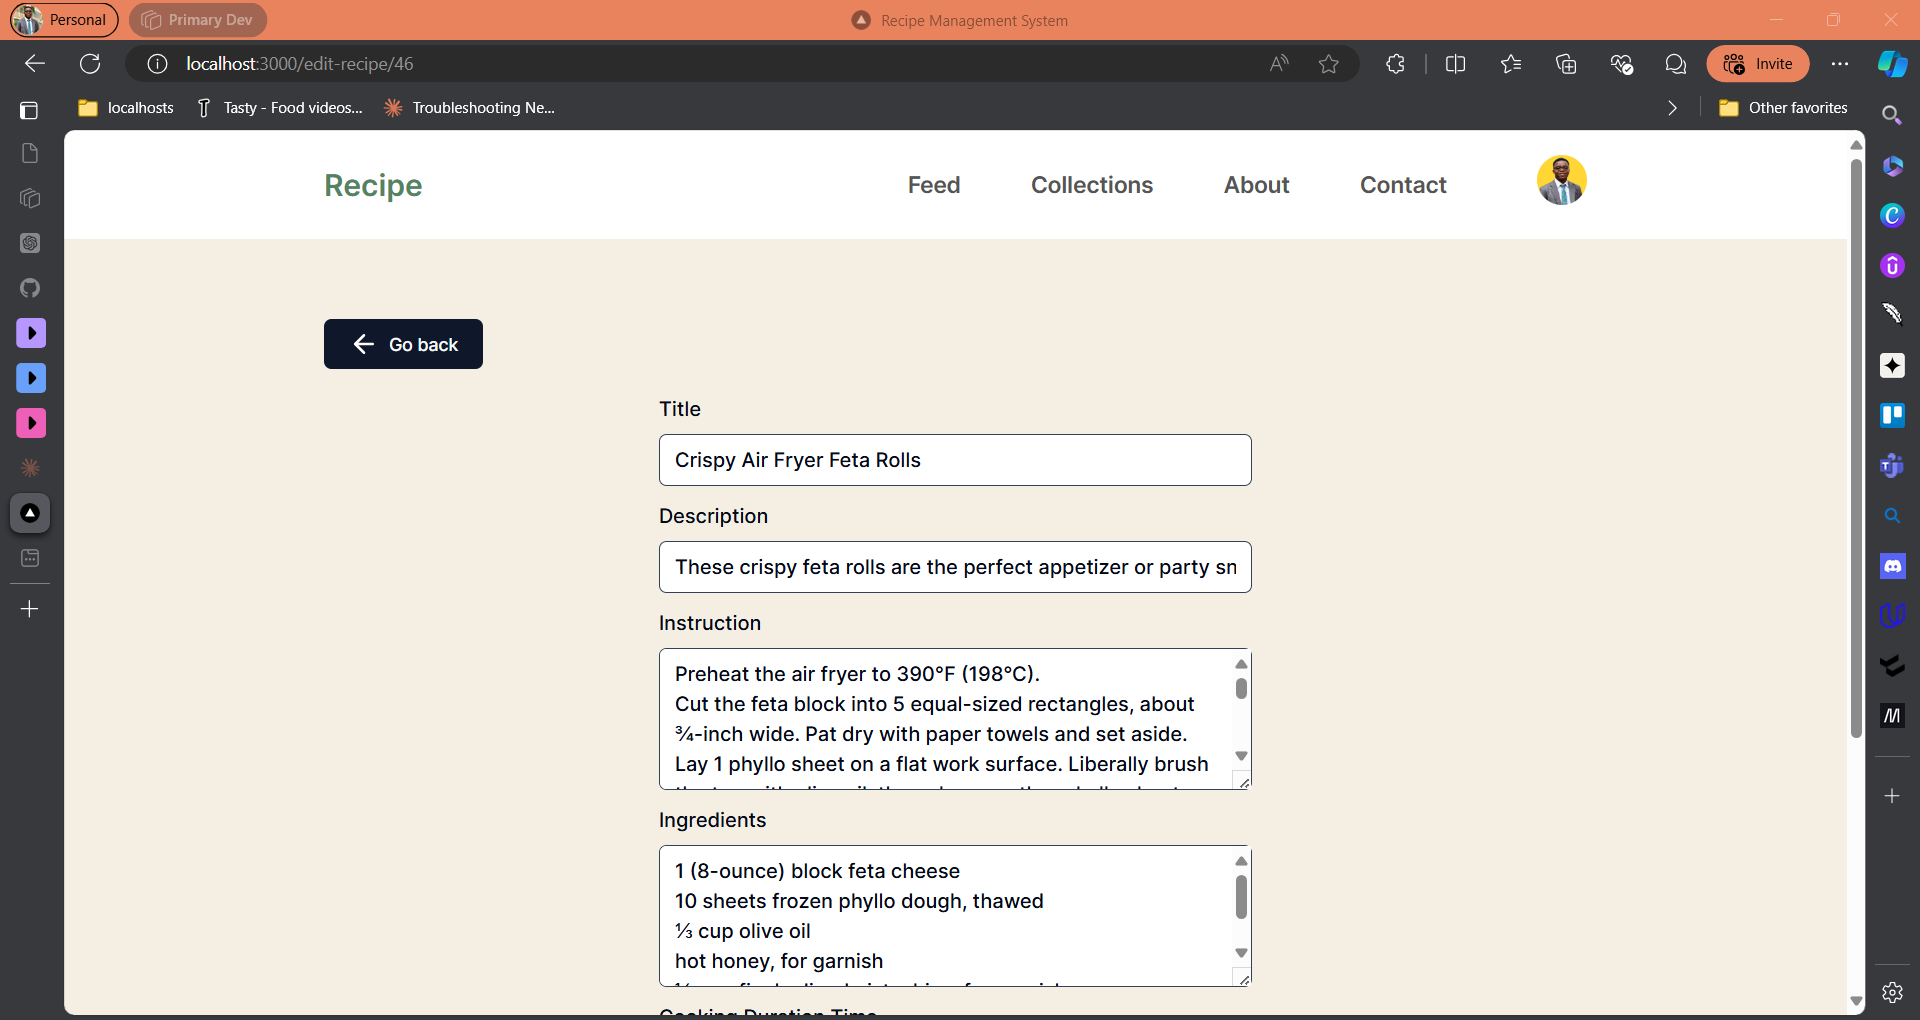 Personal
Primary Dev
Recipe Management System
localhost:3000/edit-recipe/46
Invite
localhosts
Tasty - Food videos...
Troubleshooting Ne...
Other favorites
Recipe
Feed
Collections
About
Contact
Go back
Title
Crispy Air Fryer Feta Rolls
Description
These crispy feta rolls are the perfect appetizer or party sn
Instruction
Preheat the air fryer to 390°F (198°C).
Cut the feta block into 5 equal-sized rectangles, about
¾-inch wide. Pat dry with paper towels and set aside.
Lay 1 phyllo sheet on a flat work surface. Liberally brush
Ingredients
1 (8-ounce) block feta cheese
10 sheets frozen phyllo dough, thawed
⅓ cup olive oil
hot honey, for garnish
Cooking Duration Time